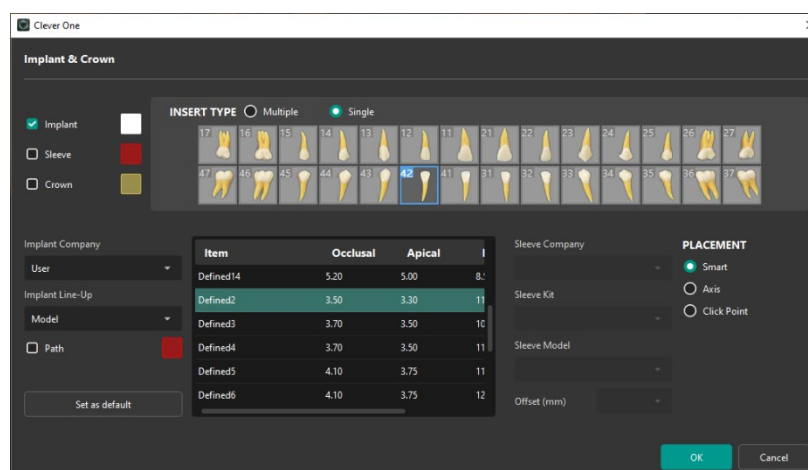 Clever One
Implant & Crown
INSERT TYPE Multiple Single
Implant
Sleeve
Crown
17 16 15 14 13 12 11 21 22 23 24 25 26 27
47 46 45 44 43 42 41 31 32 33 34 35 36 37
Implant Company
User
Implant Line-Up
Model
Path
Set as default
Item Occlusal Apical
Defined14 5.20 5.00
Defined2 3.50 3.30 11
Defined3 3.70 3.50 10
Defined4 3.70 3.50 11
Defined5 4.10 3.75 11
Defined6 4.10 3.75 12
Sleeve Company
Sleeve Kit
Sleeve Model
Offset (mm)
PLACEMENT
Smart
Axis
Click Point
OK Cancel